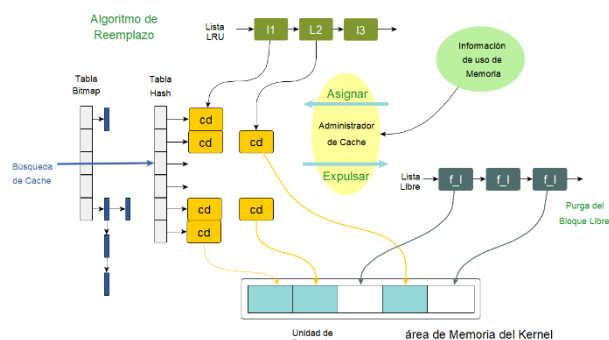 Algoritmo de
Reemplazo
Lista
LRU
l1
L2
l3
Información
de uso de
Memoria
Tabla
Bitmap
Tabla
Hash
Asignar
cd
cd
cd
Administrador
de Cache
Búsqueda
de Cache
Expulsar
Lista
Libre
f_l
f_l
f_l
cd
cd
cd
Purga del
Bloque Libre
Unidad de
área de Memoria del Kernel